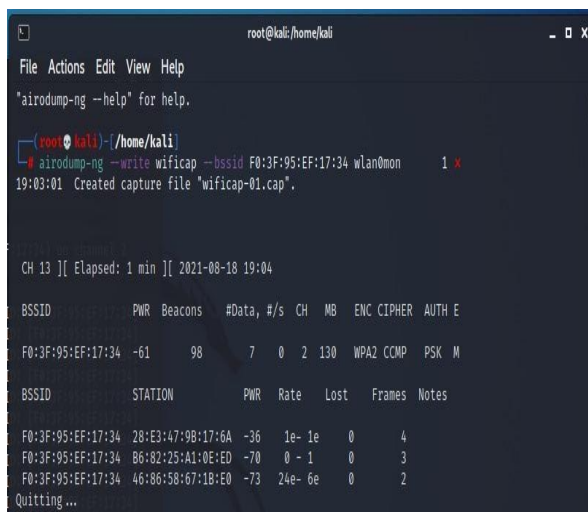 root@kali:/home/kali
File Actions Edit View Help
"airodump-ng --help" for help.
(root💀kali)-[/home/kali]
# airodump-ng --write wificap --bssid F0:3F:95:EF:17:34 wlan0mon 1 ×
19:03:01 Created capture file "wificap-01.cap".
CH 13 ][ Elapsed: 1 min ][ 2021-08-18 19:04
BSSID PWR Beacons #Data, #/s CH MB ENC CIPHER AUTH E
F0:3F:95:EF:17:34 -61 98 7 0 2 130 WPA2 CCMP PSK M
BSSID STATION PWR Rate Lost Frames Notes
F0:3F:95:EF:17:34 28:E3:47:9B:17:6A -36 1e- 1e 0 4
F0:3F:95:EF:17:34 B6:82:25:A1:0E:ED -70 0 - 1 0 3
F0:3F:95:EF:17:34 46:86:58:67:1B:E0 -73 24e- 6e 0 2
Quitting...